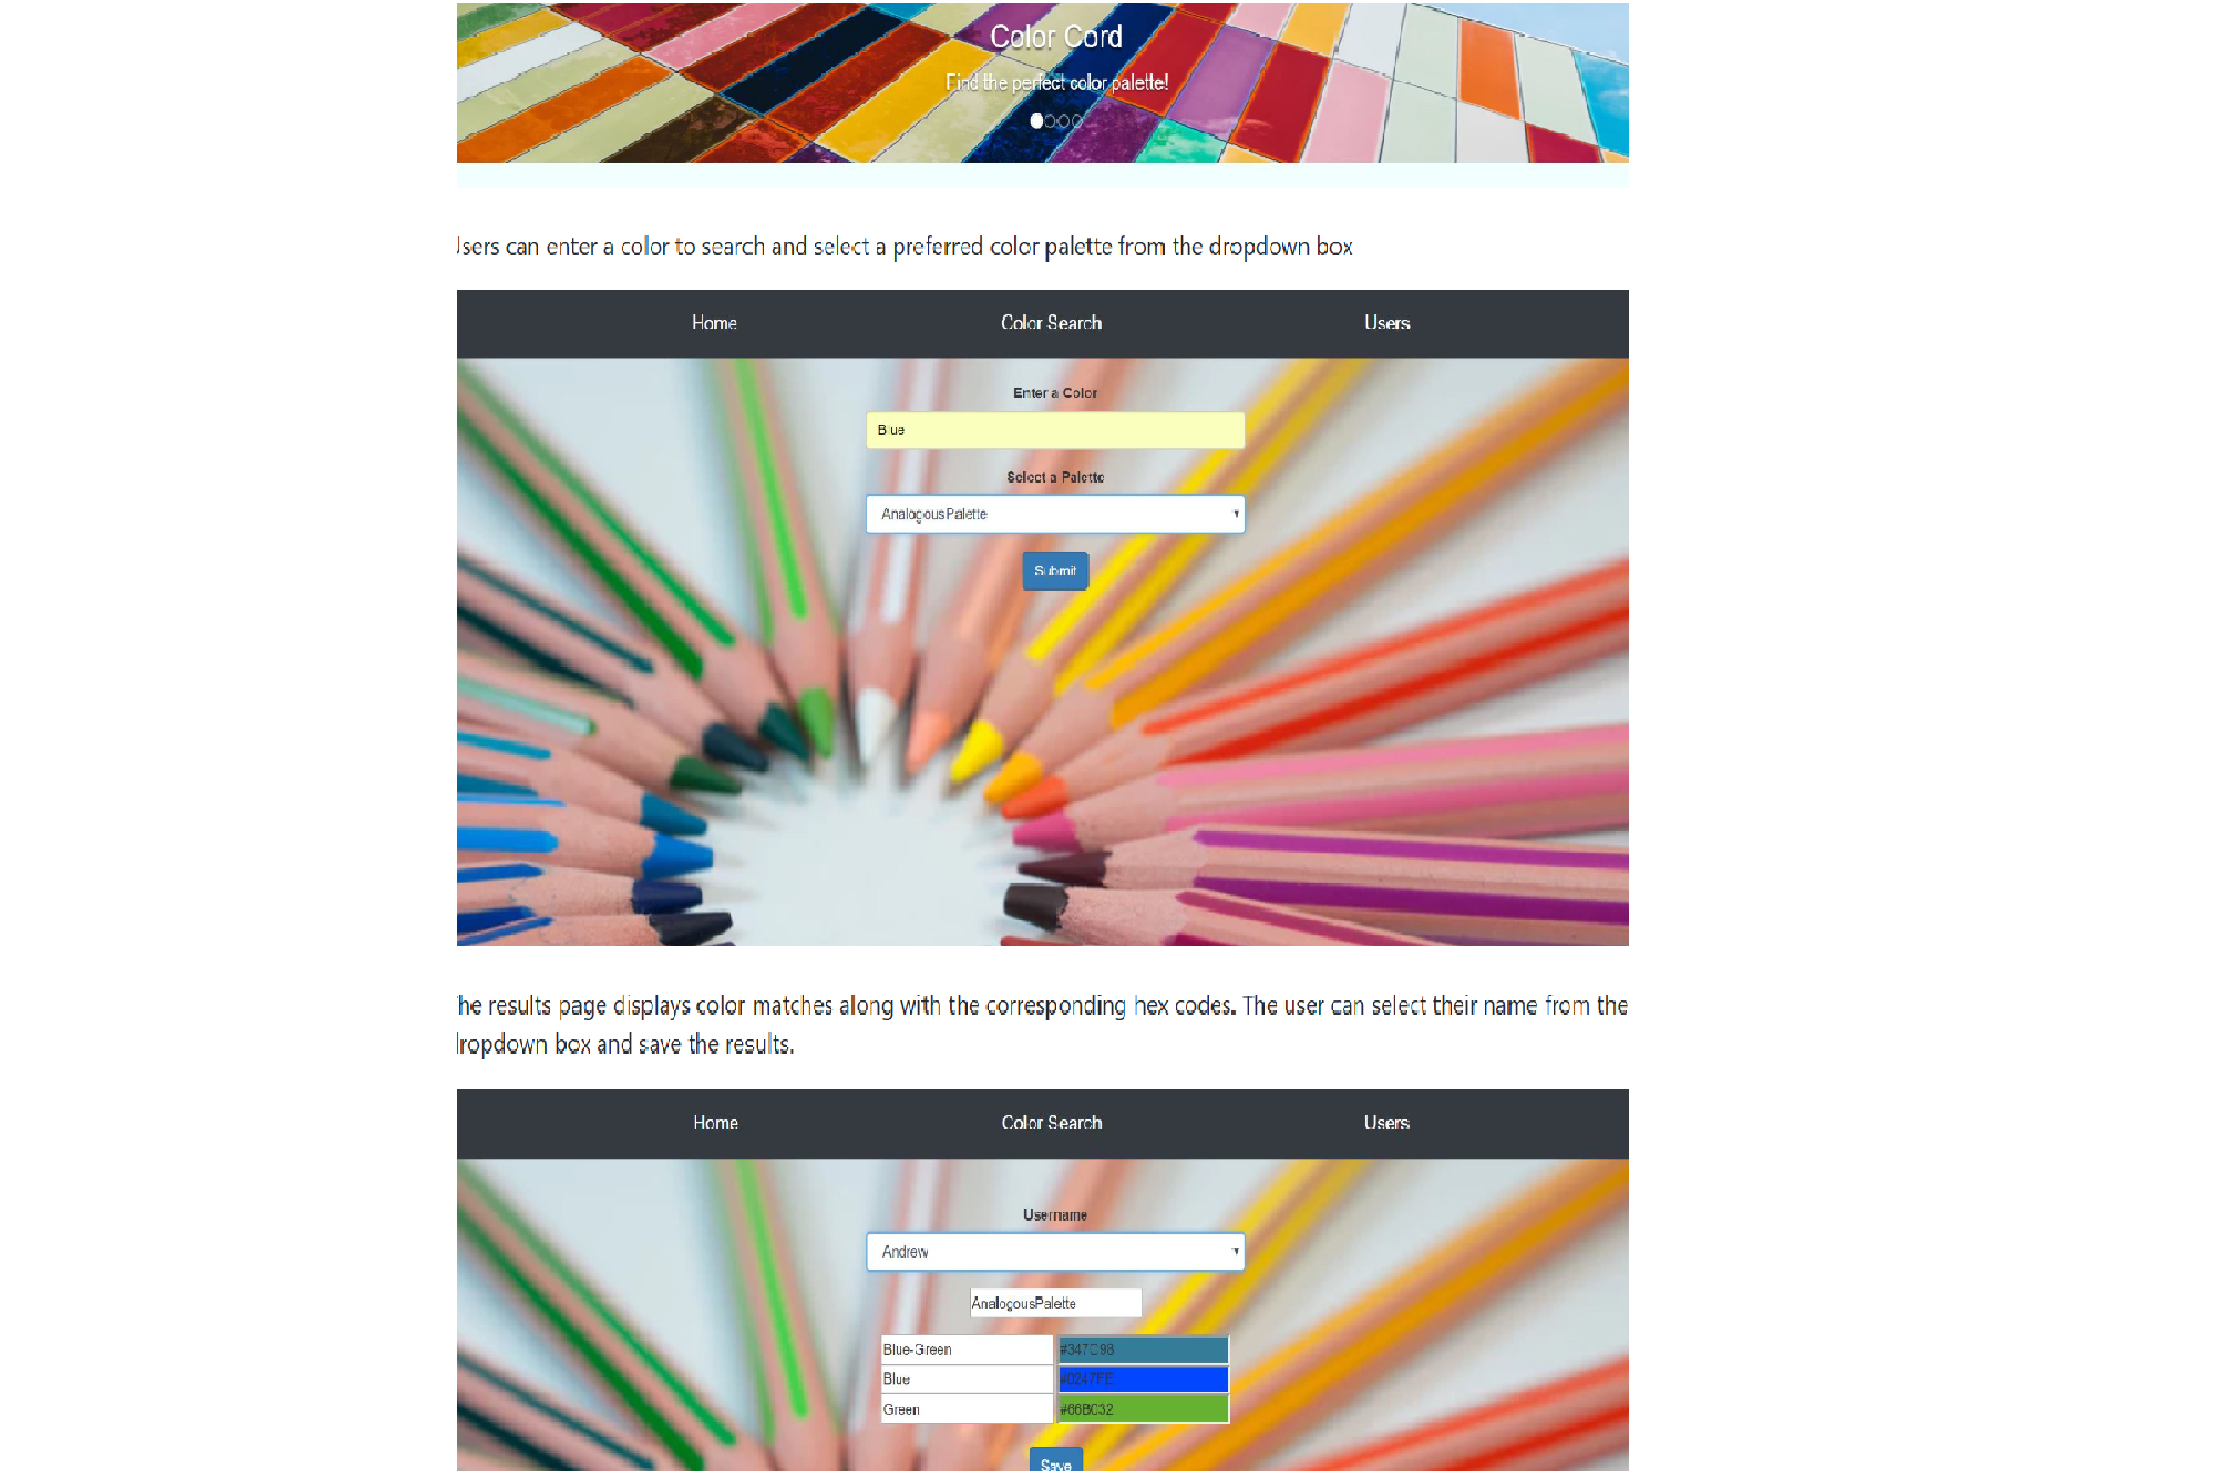 Color Cord
Find the perfect color palette!
sers can enter a color to search and select a preferred color palette from the dropdown box
Home Color Search Users
Enter a Color
Blue
Select a Palette
Analogous Palette
Submit
he results page displays color matches along with the corresponding hex codes. The user can select their name from the
ropdown box and save the results.
Home Color Search Users
Username
Andrew
AnalogousPalette
Blue-Green #347C98
Blue #0247FE
Green #66B032
Save